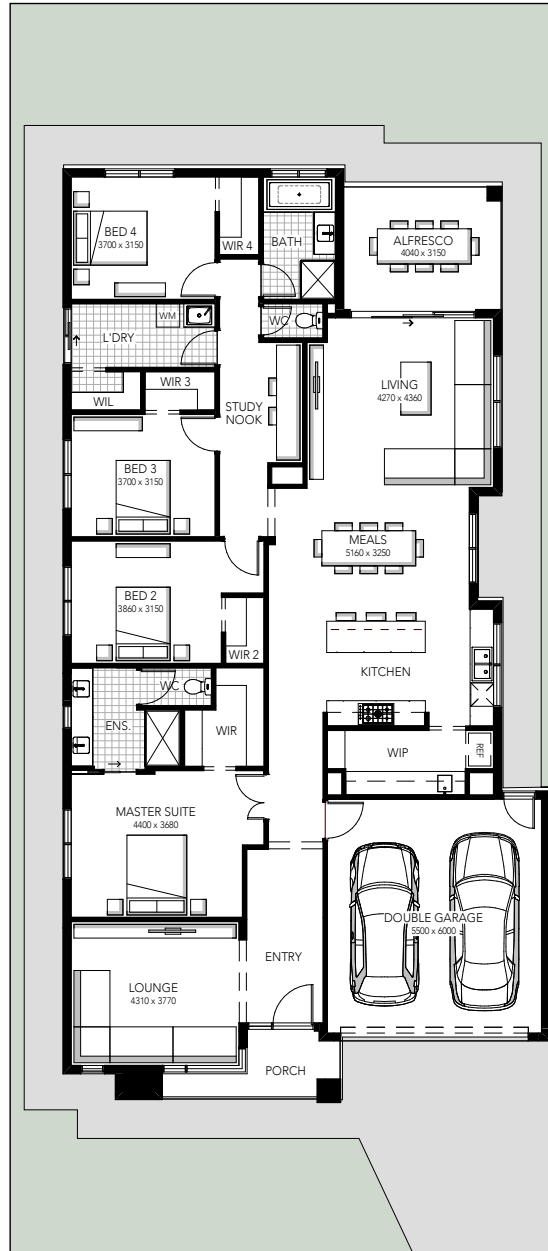 BED 4
3700 x 3150
WIR 4
BATH
ALFRESCO
4040 x 3150
WM
L'DRY
WC
WIL
WIR 3
STUDY
NOOK
LIVING
4270 x 4360
BED 3
3700 x 3150
MEALS
5160 x 3250
BED 2
3860 x 3150
WIR 2
KITCHEN
WC
ENS.
WIR
WIP
REF
MASTER SUITE
4400 x 3680
DOUBLE GARAGE
5500 x 6000
ENTRY
LOUNGE
4310 x 3770
PORCH